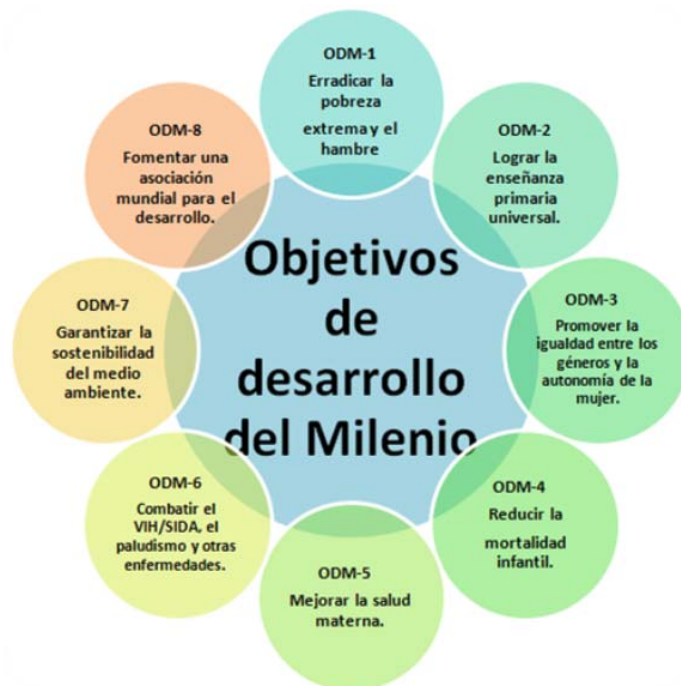 Objetivos
de
desarrollo
del Milenio
ODM-1
Erradicar la
pobreza
extrema y el
hambre
ODM-2
Lograr la
enseñanza
primaria
universal.
ODM-3
Promover la
igualdad entre los
géneros y la
autonomía de la
mujer.
ODM-4
Reducir la
mortalidad
infantil.
ODM-5
Mejorar la salud
materna.
ODM-6
Combatir el
VIH/SIDA, el
paludismo y otras
enfermedades.
ODM-7
Garantizar la
sostenibilidad
del medio
ambiente.
ODM-8
Fomentar una
asociación
mundial para el
desarrollo.